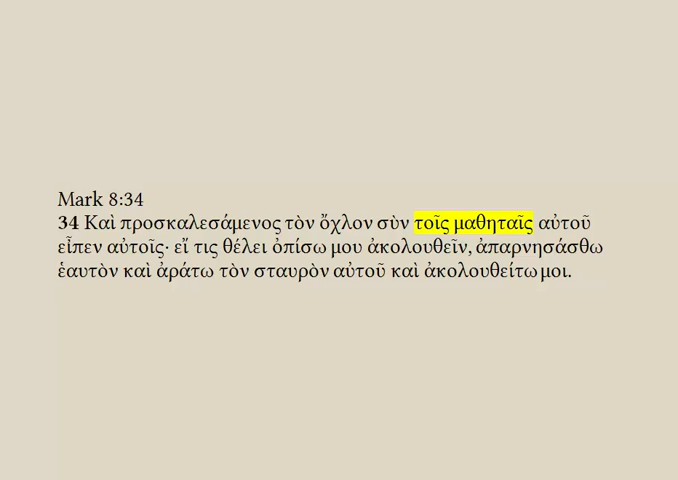 Mark 8:34
34 Καὶ προσκαλεσάμενος τὸν ὄχλον σὺν τοῖς μαθηταῖς αὐτοῦ
εἶπεν αὐτοῖς· εἴ τις θέλει ὀπίσω μου ἀκολουθεῖν, ἀπαρνησάσθω
ἑαυτὸν καὶ ἀράτω τὸν σταυρὸν αὐτοῦ καὶ ἀκολουθείτω μοι.